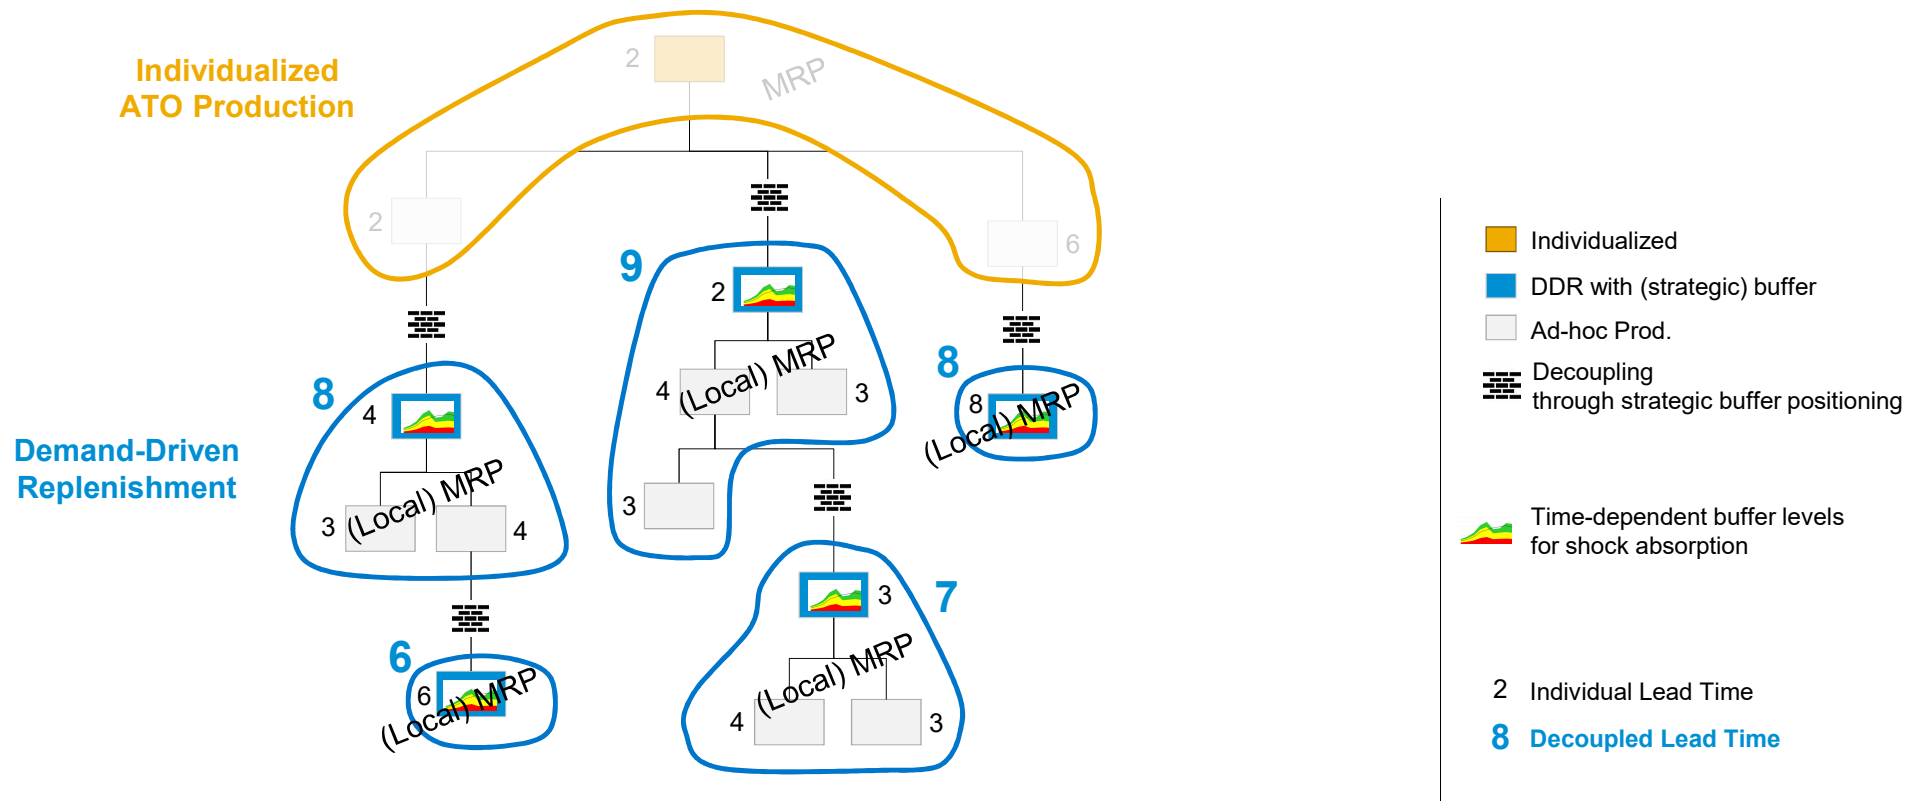 Individualized
ATO Production
2
MRP
2
6
9
2
8
4
(Local) MRP
3
4
(Local) MRP
3
8
8
(Local) MRP
Demand-Driven
Replenishment
3
4
3
6
6
(Local) MRP
7
3
(Local) MRP
4
3
Individualized
DDR with (strategic) buffer
Ad-hoc Prod.
Decoupling
through strategic buffer positioning
Time-dependent buffer levels
for shock absorption
2 Individual Lead Time
8 Decoupled Lead Time